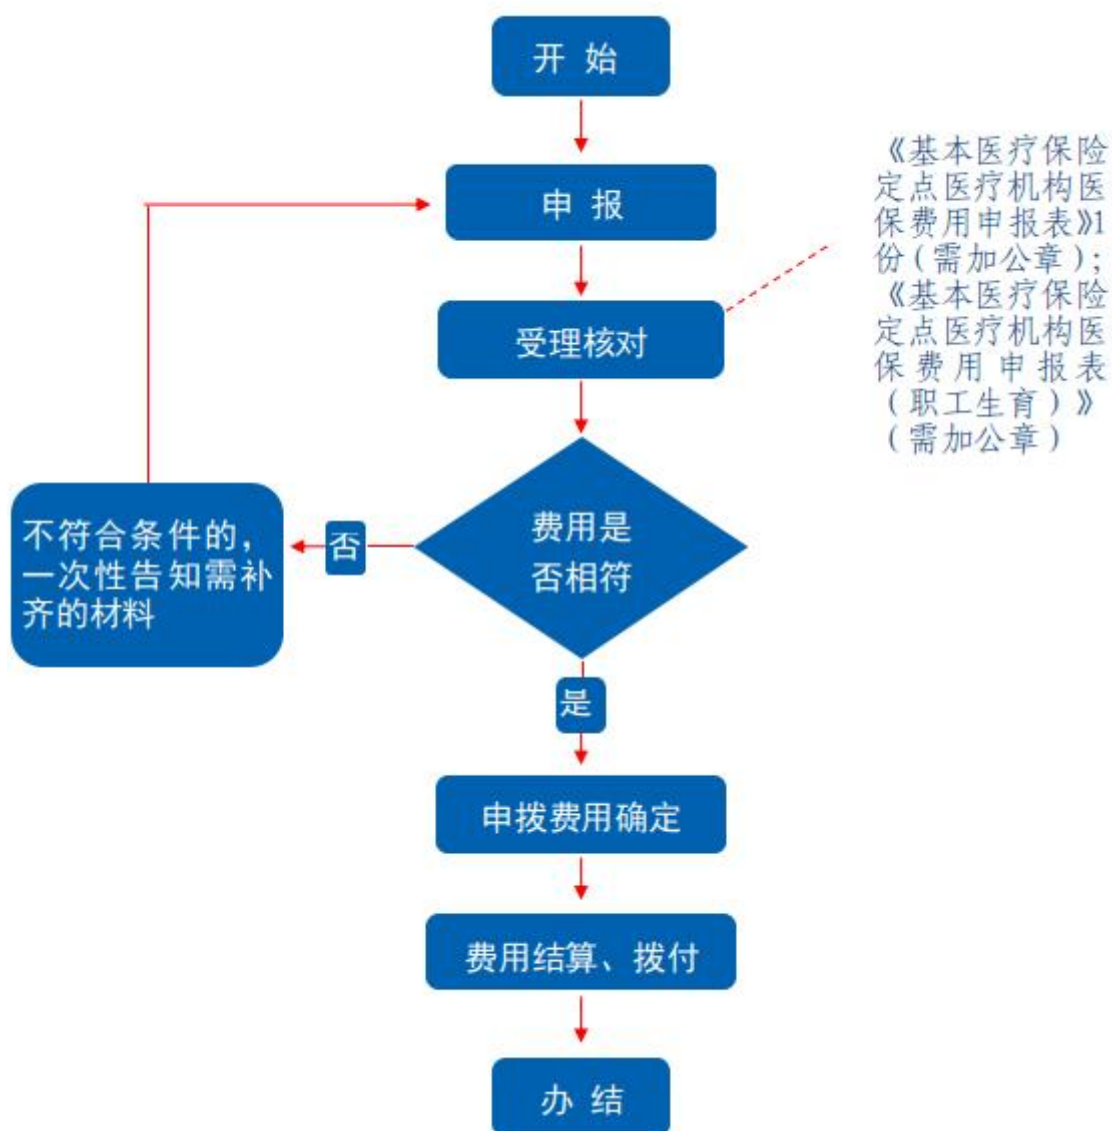 开 始
申 报
受理核对
《基本医疗保险
定点医疗机构医
保费用申报表》1
份(需加公章);
《基本医疗保险
定点医疗机构医
保费用申报表
(职工生育)》
(需加公章)
费用是
否相符
否
不符合条件的,
一次性告知需补
齐的材料
是
申拨费用确定
费用结算、拨付
办 结